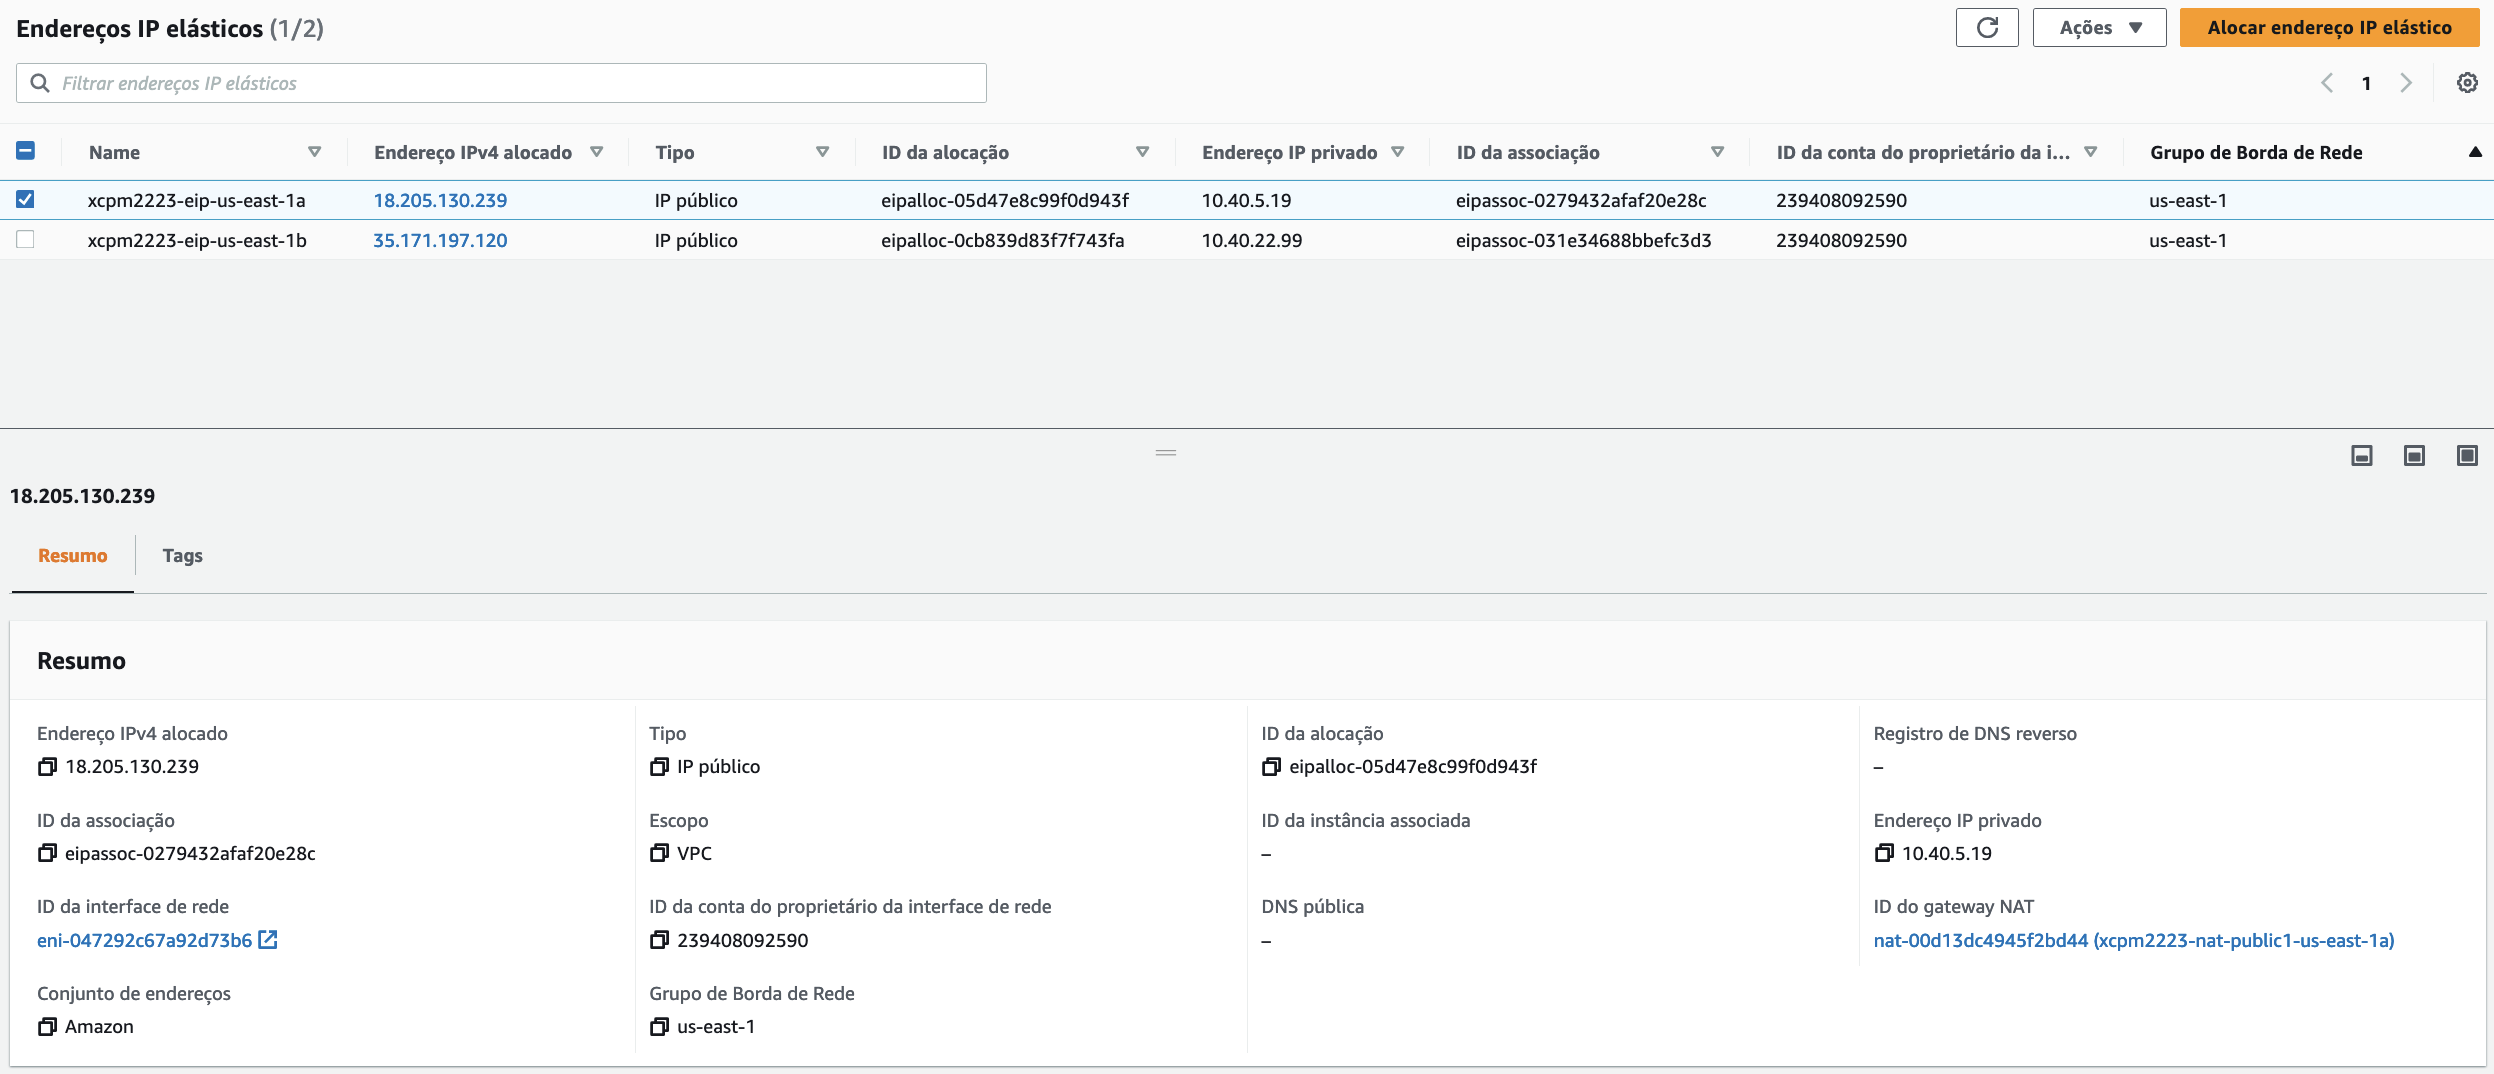 Endereços IP elásticos (1/2)
Ações
Alocar endereço IP elástico
Filtrar endereços IP elásticos
1
Name Endereço IPv4 alocado Tipo ID da alocação Endereço IP privado ID da associação ID da conta do proprietário da i... Grupo de Borda de Rede
xcpm2223-eip-us-east-1a 18.205.130.239 IP público eipalloc-05d47e8c99f0d943f 10.40.5.19 eipassoc-0279432afaf20e28c 239408092590 us-east-1
xcpm2223-eip-us-east-1b 35.171.197.120 IP público eipalloc-0cb839d83f7f743fa 10.40.22.99 eipassoc-031e34688bbefc3d3 239408092590 us-east-1
18.205.130.239
Resumo Tags
Resumo
Endereço IPv4 alocado Tipo ID da alocação Registro de DNS reverso
18.205.130.239 IP público eipalloc-05d47e8c99f0d943f –
ID da associação Escopo ID da instância associada Endereço IP privado
eipassoc-0279432afaf20e28c VPC – 10.40.5.19
ID da interface de rede ID da conta do proprietário da interface de rede DNS pública ID do gateway NAT
eni-047292c67a92d73b6 239408092590 – nat-00d13dc4945f2bd44 (xcpm2223-nat-public1-us-east-1a)
Conjunto de endereços Grupo de Borda de Rede
Amazon us-east-1